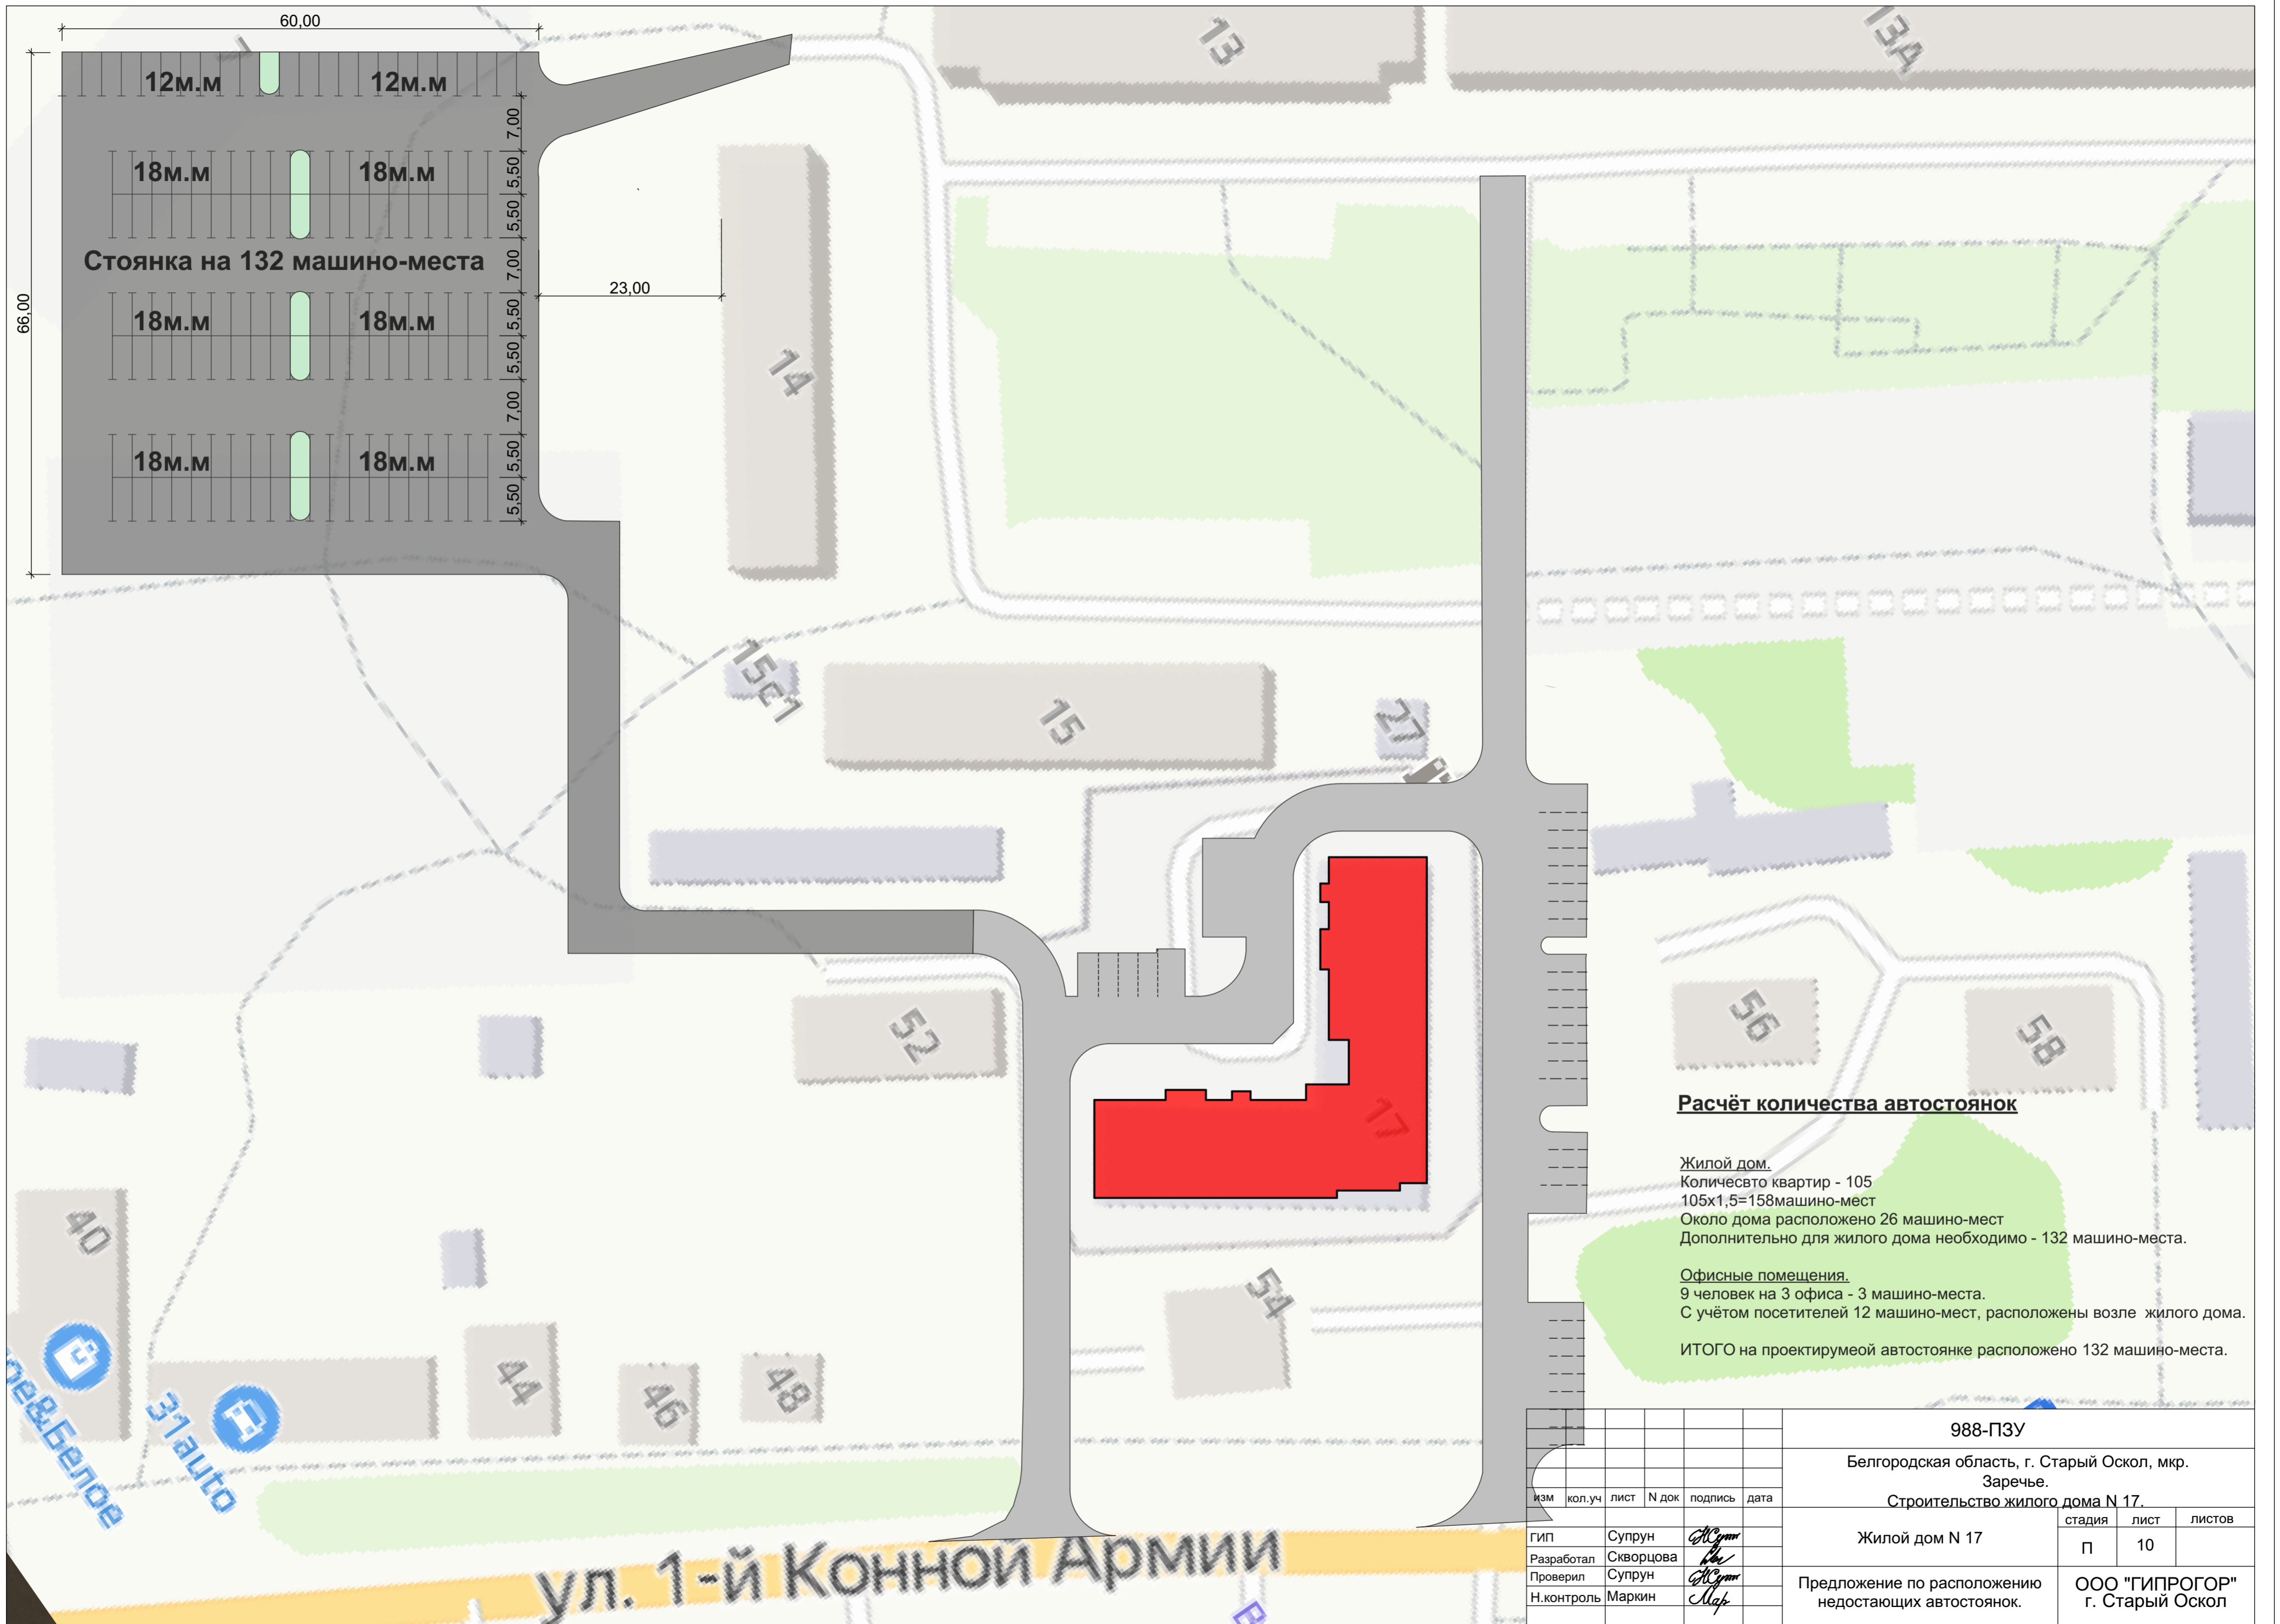 60,00
12м.м
12м.м
7,00
18м.м
18м.м
5,50
5,50
Стоянка на 132 машино-места
7,00
66,00
23,00
18м.м
18м.м
5,50
5,50
7,00
18м.м
18м.м
5,50
5,50
13
13А
14
15с1
15
27
52
17
56
58
54
40
44
46
48
31auto
ое&Белое
ул. 1-й Конной Армии
Расчёт количества автостоянок
Жилой дом.
Количесвто квартир - 105
105х1,5=158машино-мест
Около дома расположено 26 машино-мест
Дополнительно для жилого дома необходимо - 132 машино-места.
Офисные помещения.
9 человек на 3 офиса - 3 машино-места.
С учётом посетителей 12 машино-мест, расположены возле жилого дома.
ИТОГО на проектирумеой автостоянке расположено 132 машино-места.
988-ПЗУ
Белгородская область, г. Старый Оскол, мкр.
Заречье.
Строительство жилого дома N 17.
изм кол.уч лист N док подпись дата
ГИП Супрун
Разработал Скворцова
Проверил Супрун
Н.контроль Маркин
Жилой дом N 17
стадия лист листов
П 10
Предложение по расположению
недостающих автостоянок.
ООО "ГИПРОГОР"
г. Старый Оскол